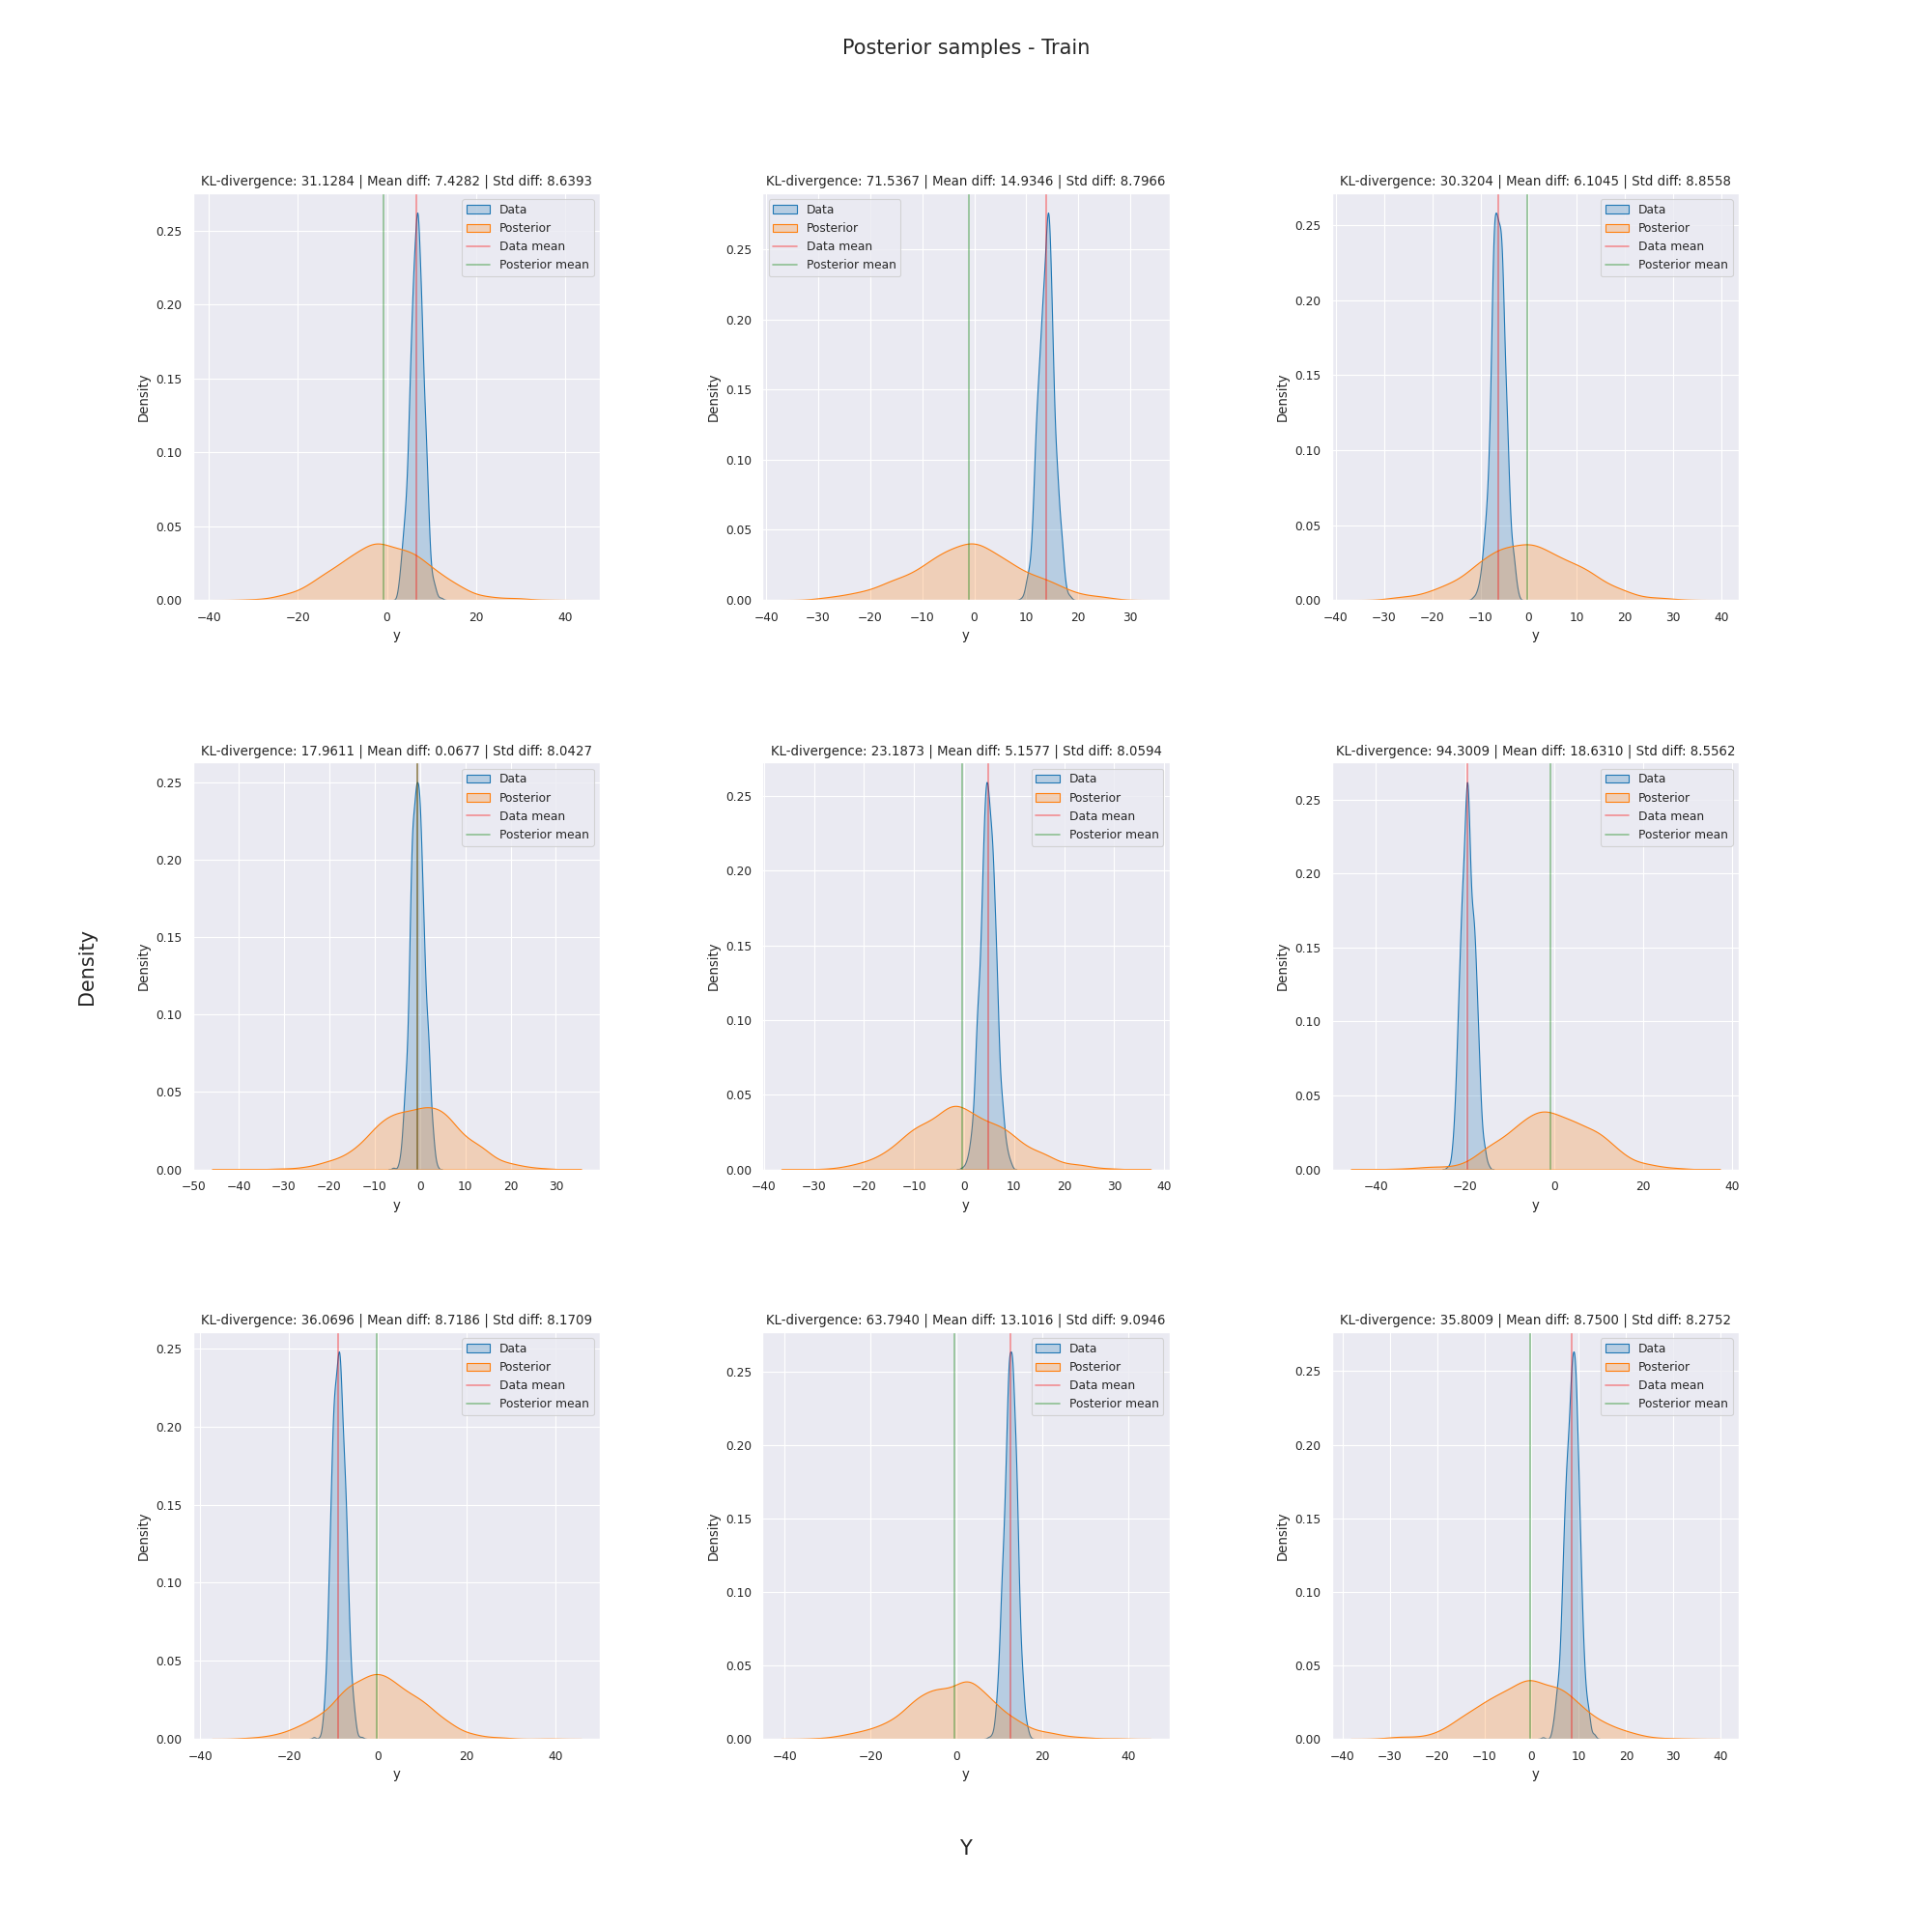 Posterior samples - Train
KL-divergence: 31.1284 | Mean diff: 7.4282 | Std diff: 8.6393
Data
Posterior
Data mean
Posterior mean
0.25
0.20
0.15
0.10
0.05
0.00
Density
−40 −20 0 20 40
y
KL-divergence: 71.5367 | Mean diff: 14.9346 | Std diff: 8.7966
Data
Posterior
Data mean
Posterior mean
0.25
0.20
0.15
0.10
0.05
0.00
Density
−40 −30 −20 −10 0 10 20 30
y
KL-divergence: 30.3204 | Mean diff: 6.1045 | Std diff: 8.8558
Data
Posterior
Data mean
Posterior mean
0.25
0.20
0.15
0.10
0.05
0.00
Density
−40 −30 −20 −10 0 10 20 30 40
y
Density
KL-divergence: 17.9611 | Mean diff: 0.0677 | Std diff: 8.0427
Data
Posterior
Data mean
Posterior mean
0.25
0.20
0.15
0.10
0.05
0.00
Density
−50 −40 −30 −20 −10 0 10 20 30
y
KL-divergence: 23.1873 | Mean diff: 5.1577 | Std diff: 8.0594
Data
Posterior
Data mean
Posterior mean
0.25
0.20
0.15
0.10
0.05
0.00
Density
−40 −30 −20 −10 0 10 20 30 40
y
KL-divergence: 94.3009 | Mean diff: 18.6310 | Std diff: 8.5562
Data
Posterior
Data mean
Posterior mean
0.25
0.20
0.15
0.10
0.05
0.00
Density
−40 −20 0 20 40
y
KL-divergence: 36.0696 | Mean diff: 8.7186 | Std diff: 8.1709
Data
Posterior
Data mean
Posterior mean
0.25
0.20
0.15
0.10
0.05
0.00
Density
−40 −20 0 20 40
y
KL-divergence: 63.7940 | Mean diff: 13.1016 | Std diff: 9.0946
Data
Posterior
Data mean
Posterior mean
0.25
0.20
0.15
0.10
0.05
0.00
Density
−40 −20 0 20 40
y
KL-divergence: 35.8009 | Mean diff: 8.7500 | Std diff: 8.2752
Data
Posterior
Data mean
Posterior mean
0.25
0.20
0.15
0.10
0.05
0.00
Density
−40 −30 −20 −10 0 10 20 30 40
y
Y